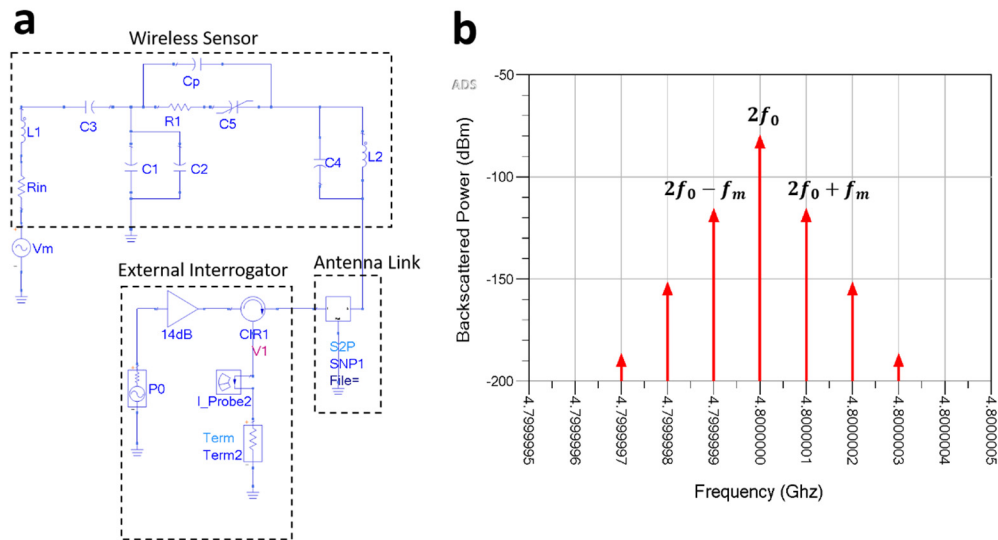 a
Wireless Sensor
Cp
C3
R1
C5
L1
C1
C2
C4
L2
Rin
Vm
External Interrogator
Antenna Link
14dB
CIR1
V1
S2P
SNP1
File=
P0
I_Probe2
Term
Term2
b
ADS
Backscattered Power (dBm)
-50
-100
-150
-200
2f₀
2f₀ − fₘ
2f₀ + fₘ
4.7999995
4.7999996
4.7999997
4.7999998
4.7999999
4.8000000
4.8000001
4.8000002
4.8000003
4.8000004
4.8000005
Frequency (Ghz)